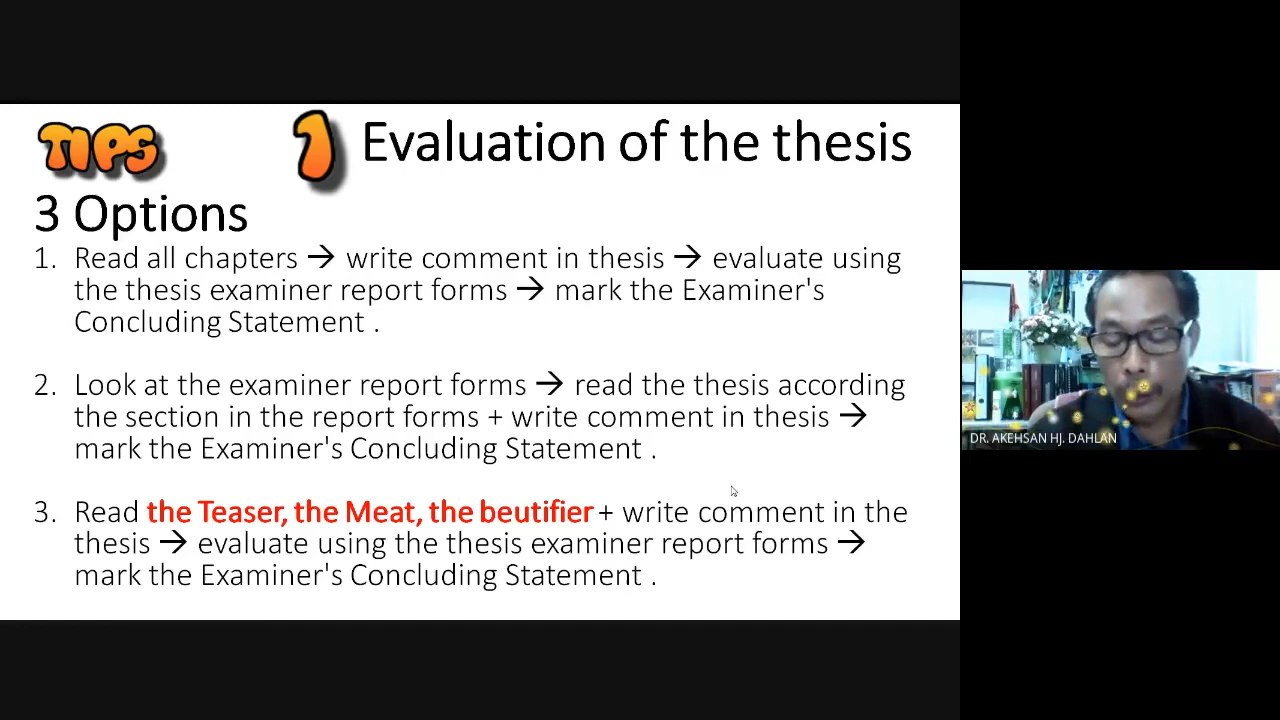 TIPS
1 Evaluation of the thesis
3 Options
1. Read all chapters → write comment in thesis → evaluate using
the thesis examiner report forms → mark the Examiner's
Concluding Statement .
2. Look at the examiner report forms → read the thesis according
the section in the report forms + write comment in thesis →
mark the Examiner's Concluding Statement .
3. Read the Teaser, the Meat, the beutifier + write comment in the
thesis → evaluate using the thesis examiner report forms →
mark the Examiner's Concluding Statement .
DR. AKEHSAN HJ. DAHLAN